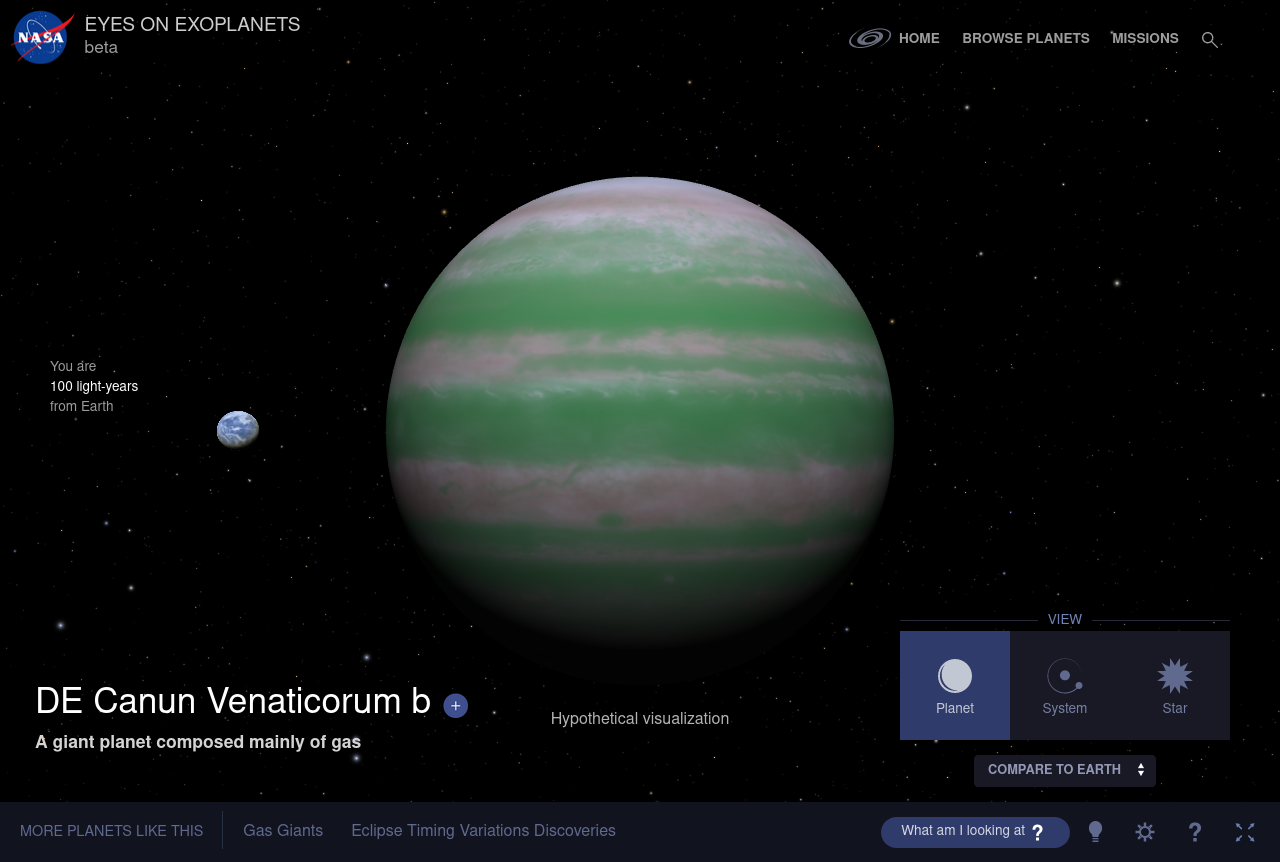 NASA
EYES ON EXOPLANETS
beta
HOME
BROWSE PLANETS
MISSIONS
You are
100 light-years
from Earth
DE Canun Venaticorum b +
A giant planet composed mainly of gas
Hypothetical visualization
VIEW
Planet
System
Star
COMPARE TO EARTH
MORE PLANETS LIKE THIS
Gas Giants
Eclipse Timing Variations Discoveries
What am I looking at ?
?